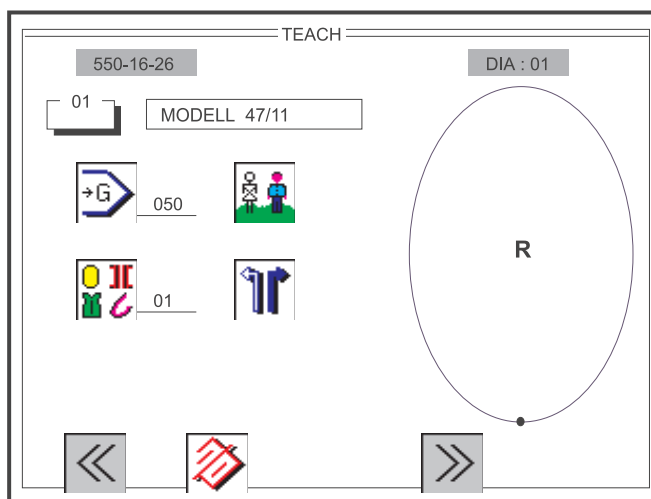 TEACH
550-16-26
DIA : 01
01
MODELL 47/11
→G
050
01
R